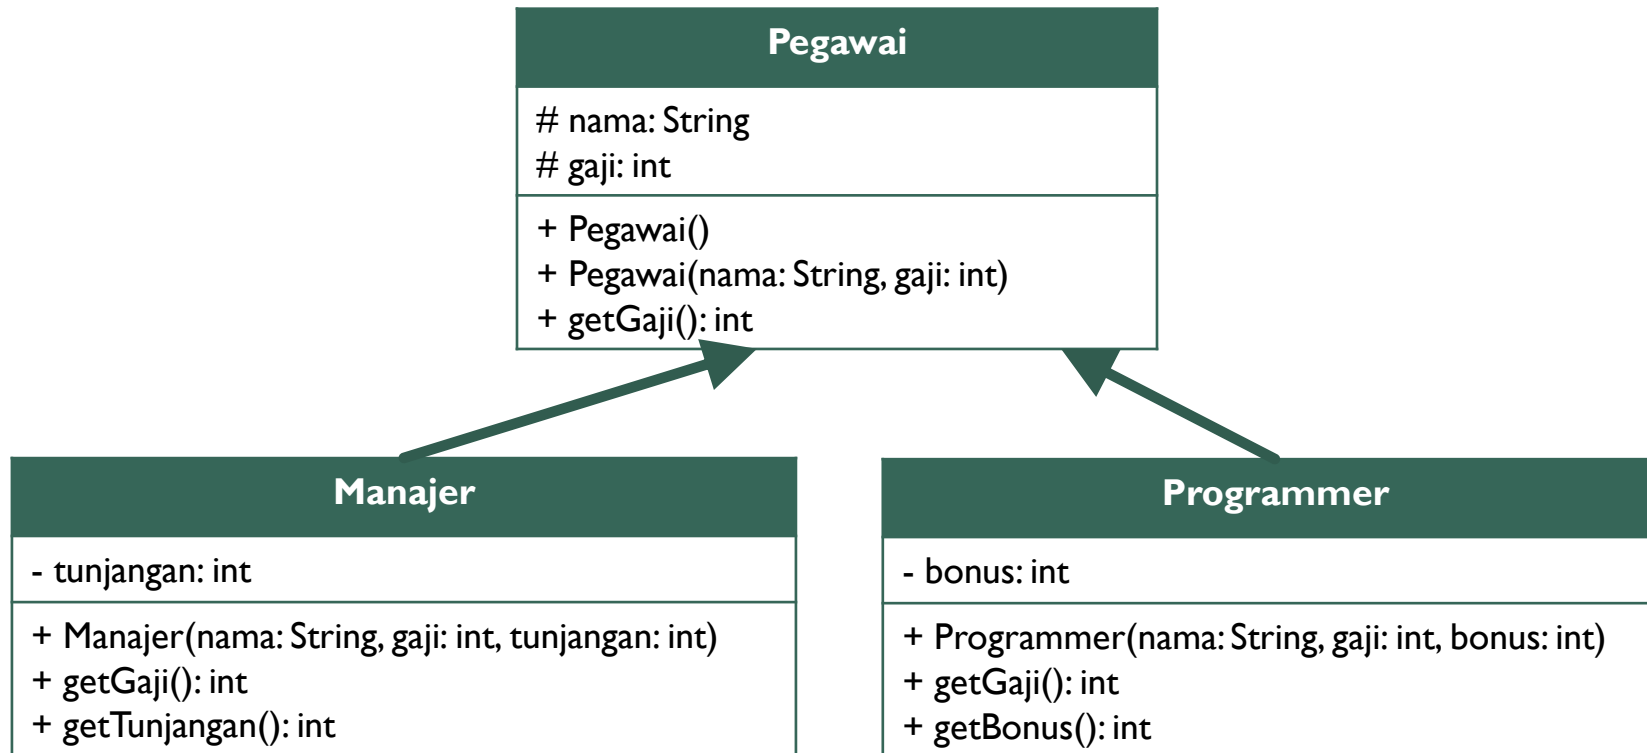 Pegawai
# nama: String
# gaji: int
+ Pegawai()
+ Pegawai(nama: String, gaji: int)
+ getGaji(): int
Manajer
- tunjangan: int
+ Manajer(nama: String, gaji: int, tunjangan: int)
+ getGaji(): int
+ getTunjangan(): int
Programmer
- bonus: int
+ Programmer(nama: String, gaji: int, bonus: int)
+ getGaji(): int
+ getBonus(): int